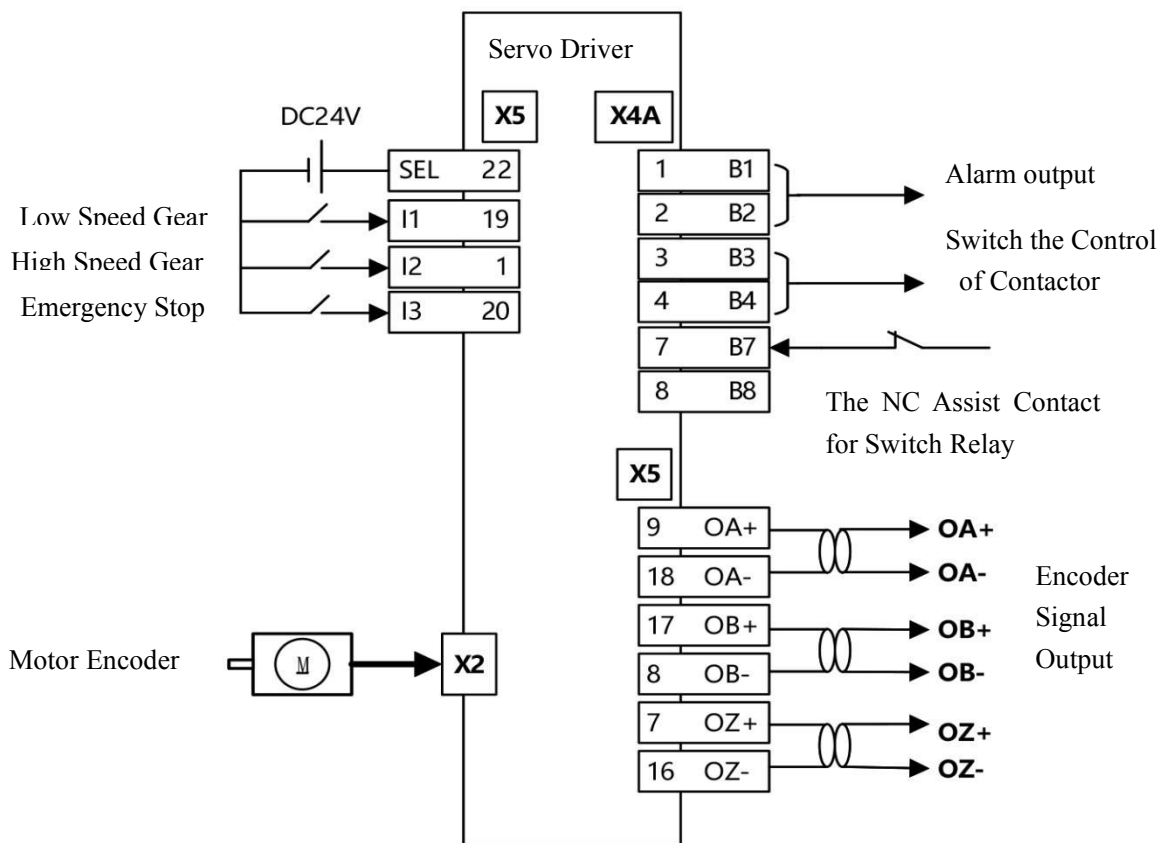 Servo Driver
X5
X4A
DC24V
SEL 22
I1 19
I2 1
I3 20
Low Speed Gear
High Speed Gear
Emergency Stop
1 B1
2 B2
3 B3
4 B4
7 B7
8 B8
Alarm output
Switch the Control
of Contactor
The NC Assist Contact
for Switch Relay
X5
9 OA+
18 OA-
17 OB+
8 OB-
7 OZ+
16 OZ-
OA+
OA-
OB+
OB-
OZ+
OZ-
Encoder
Signal
Output
Motor Encoder
M
X2